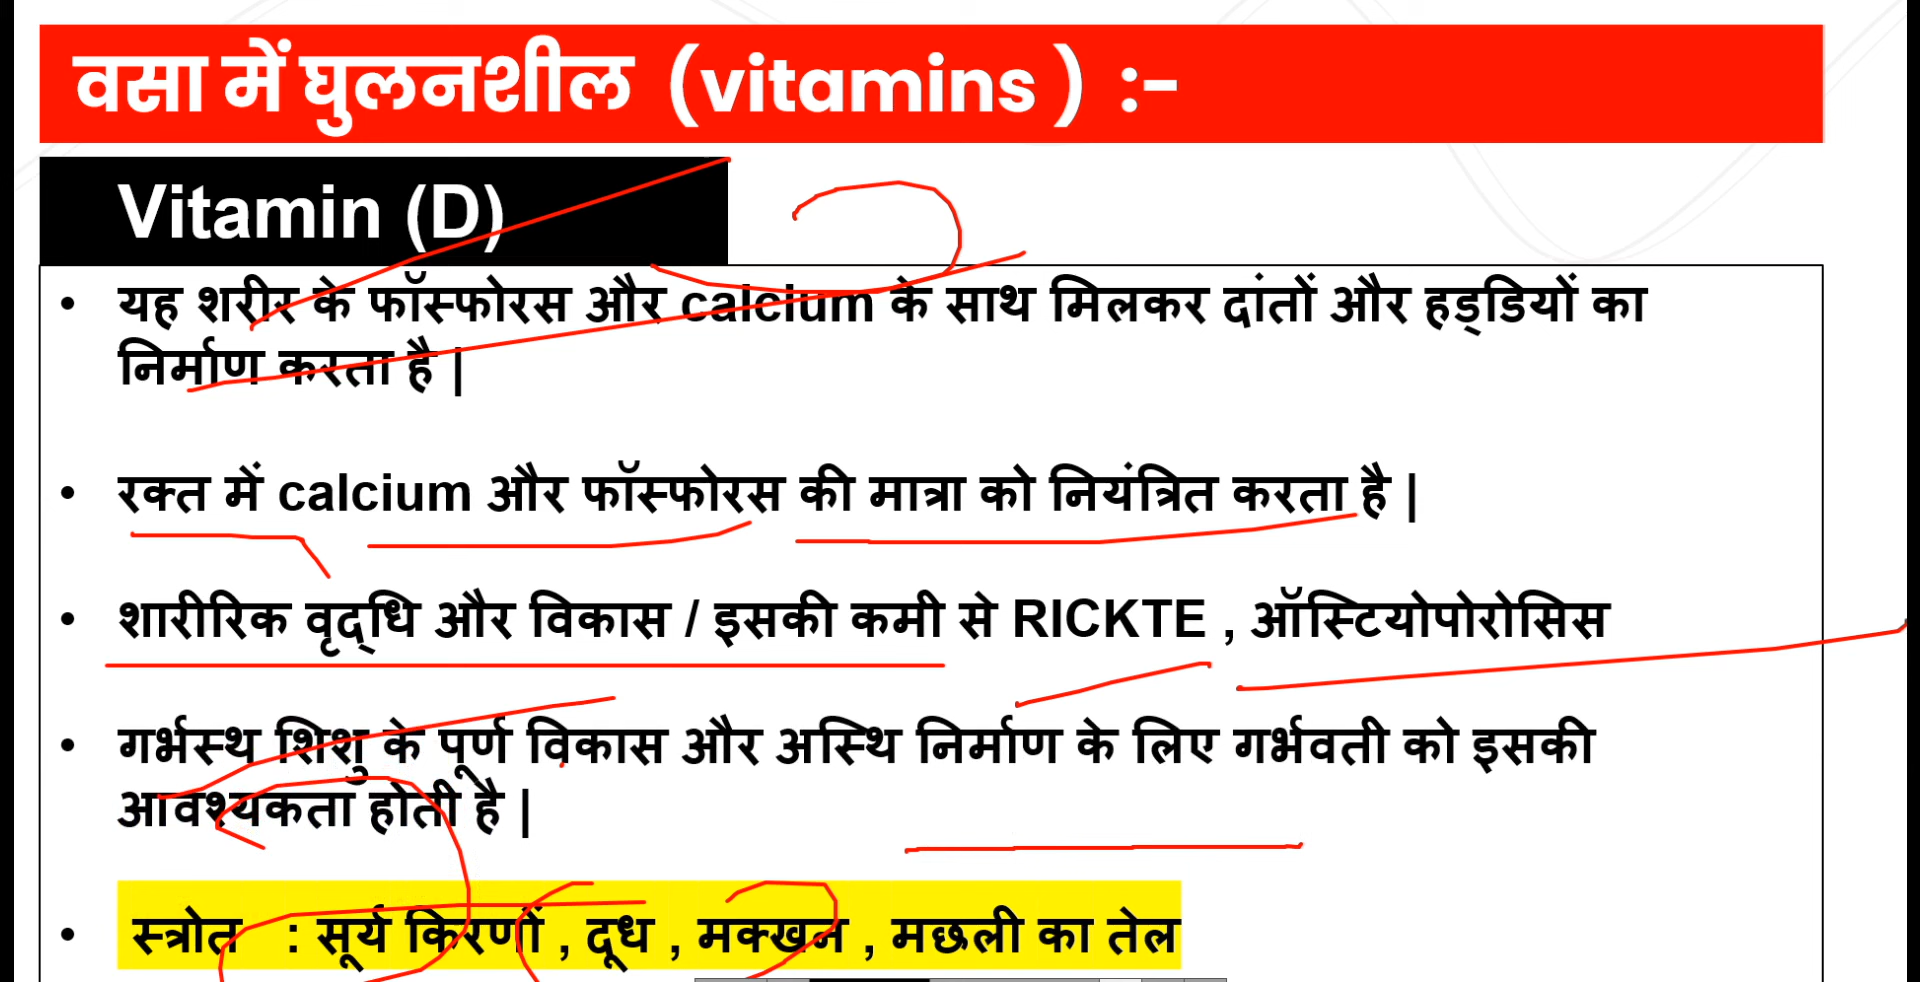 वसा में घुलनशील (vitamins ) :-
Vitamin (D)
• यह शरीर के फॉस्फोरस और calcium के साथ मिलकर दांतों और हड्डियों का
निर्माण करता है |
• रक्त में calcium और फॉस्फोरस की मात्रा को नियंत्रित करता है |
• शारीरिक वृद्धि और विकास / इसकी कमी से RICKTE , ऑस्टियोपोरोसिस
• गर्भस्थ शिशु के पूर्ण विकास और अस्थि निर्माण के लिए गर्भवती को इसकी
आवश्यकता होती है |
• स्त्रोत : सूर्य किरणों , दूध , मक्खन , मछली का तेल